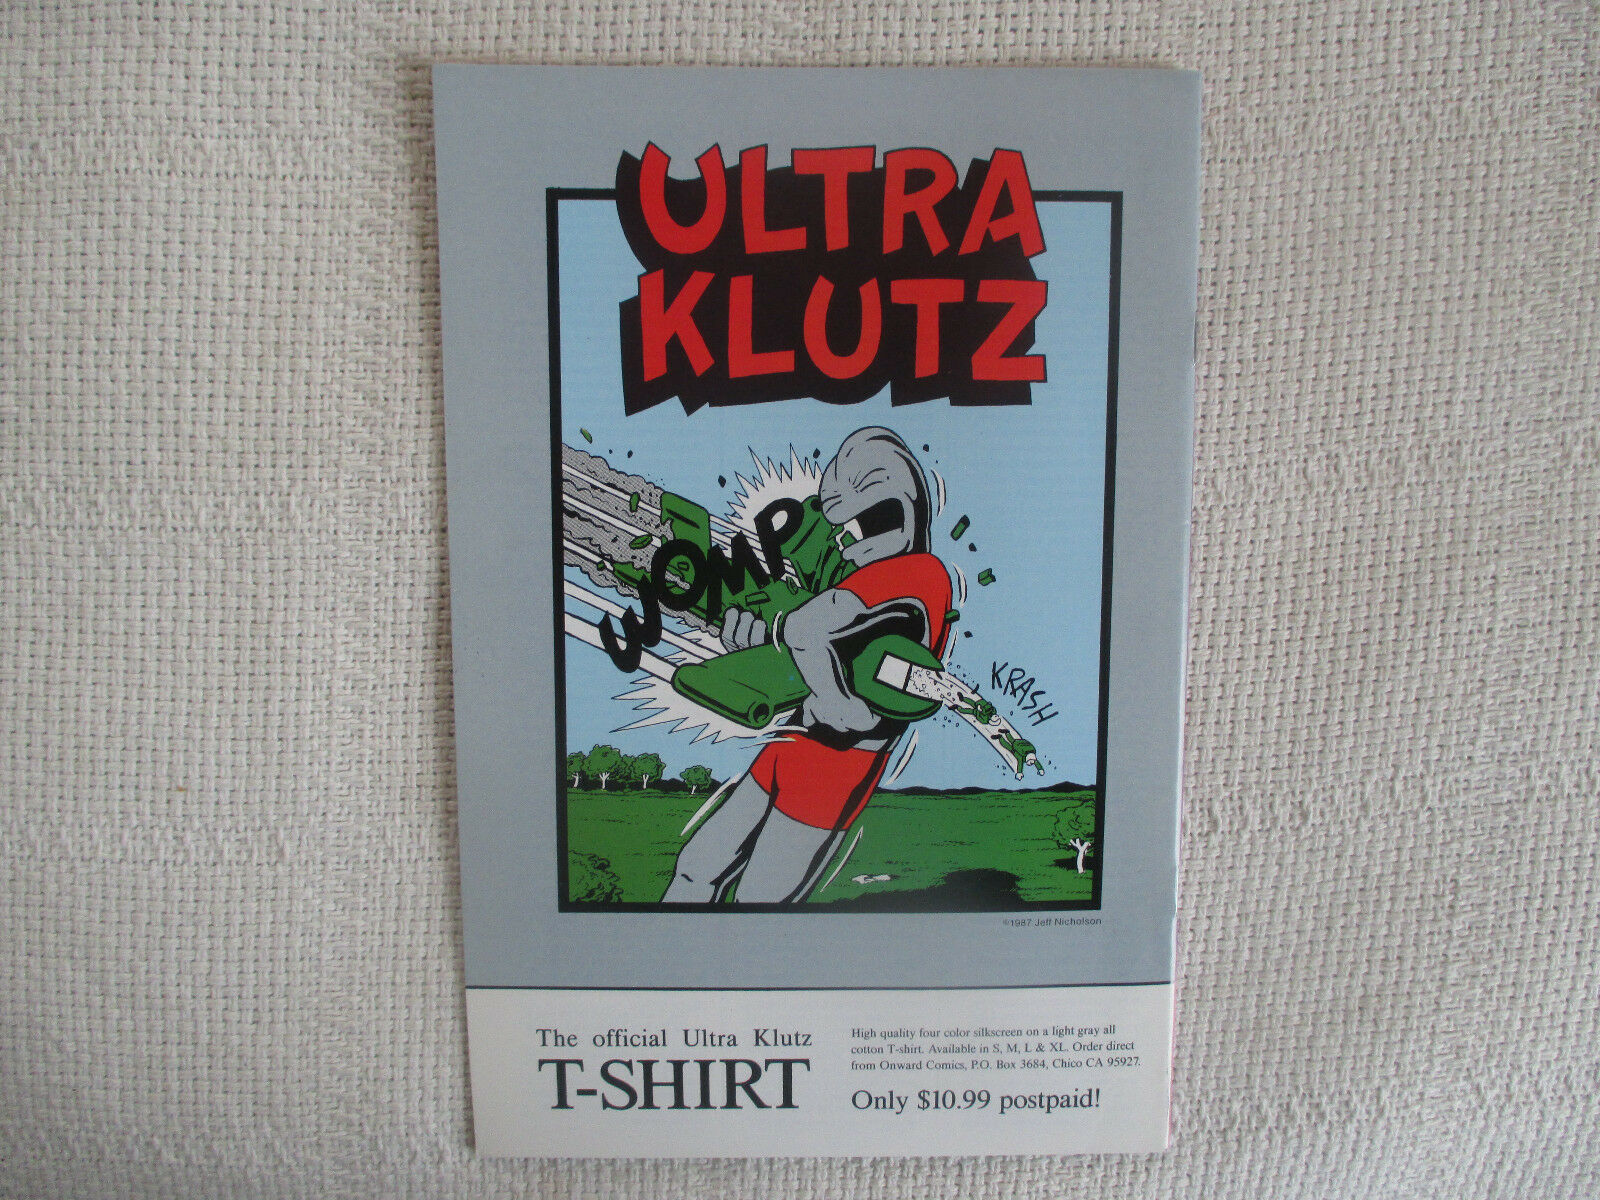 ULTRA
KLUTZ
WOMP
KRASH
©1987 Jeff Nicholson
The official Ultra Klutz
T-SHIRT
High quality four color silkscreen on a light gray all
cotton T-shirt. Available in S, M, L & XL. Order direct
from Onward Comics, P.O. Box 3684, Chico CA 95927.
Only $10.99 postpaid!